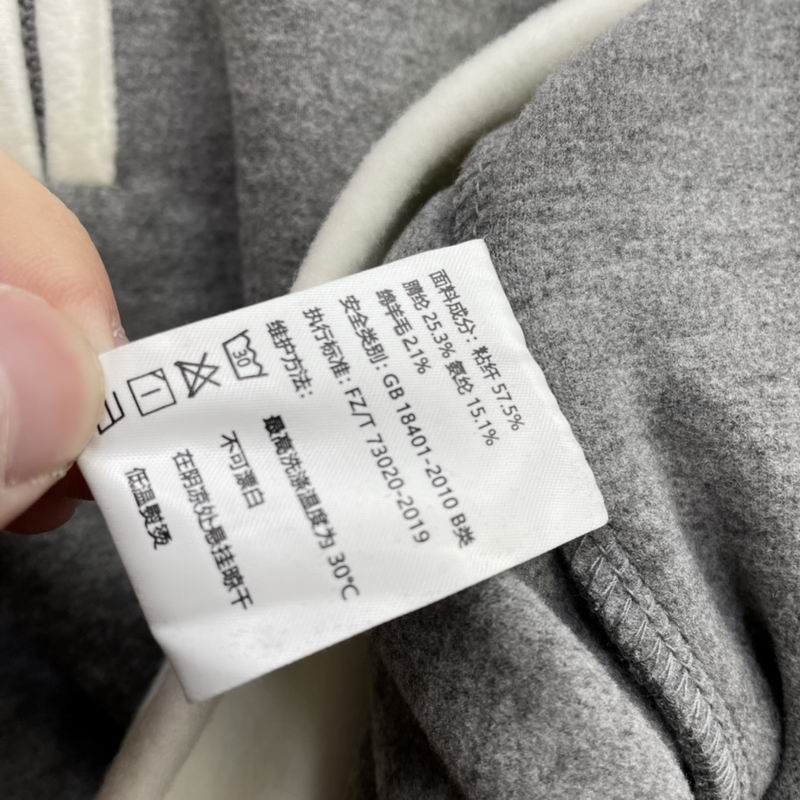 面料成分：粘纤 57.5%
腈纶 25.3% 氨纶 15.1%
绵羊毛 2.1%
安全类别：GB 18401-2010 B类
执行标准：FZ/T 73020-2019
维护方法：
30 最高洗涤温度为 30℃
不可漂白
在阴凉处悬挂晾干
低温熨烫